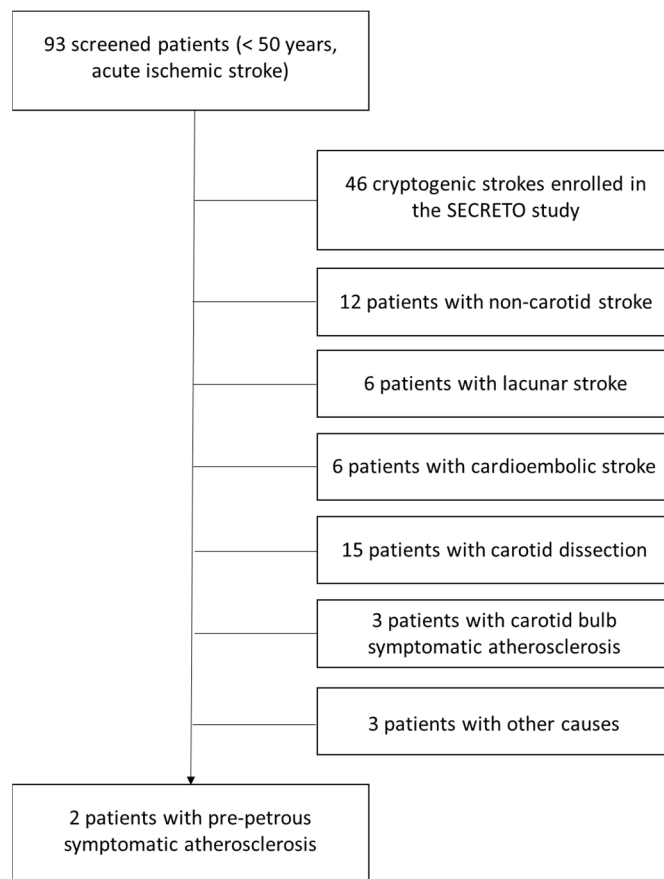 93 screened patients (< 50 years,
acute ischemic stroke)
46 cryptogenic strokes enrolled in
the SECRETO study
12 patients with non-carotid stroke
6 patients with lacunar stroke
6 patients with cardioembolic stroke
15 patients with carotid dissection
3 patients with carotid bulb
symptomatic atherosclerosis
3 patients with other causes
2 patients with pre-petrous
symptomatic atherosclerosis